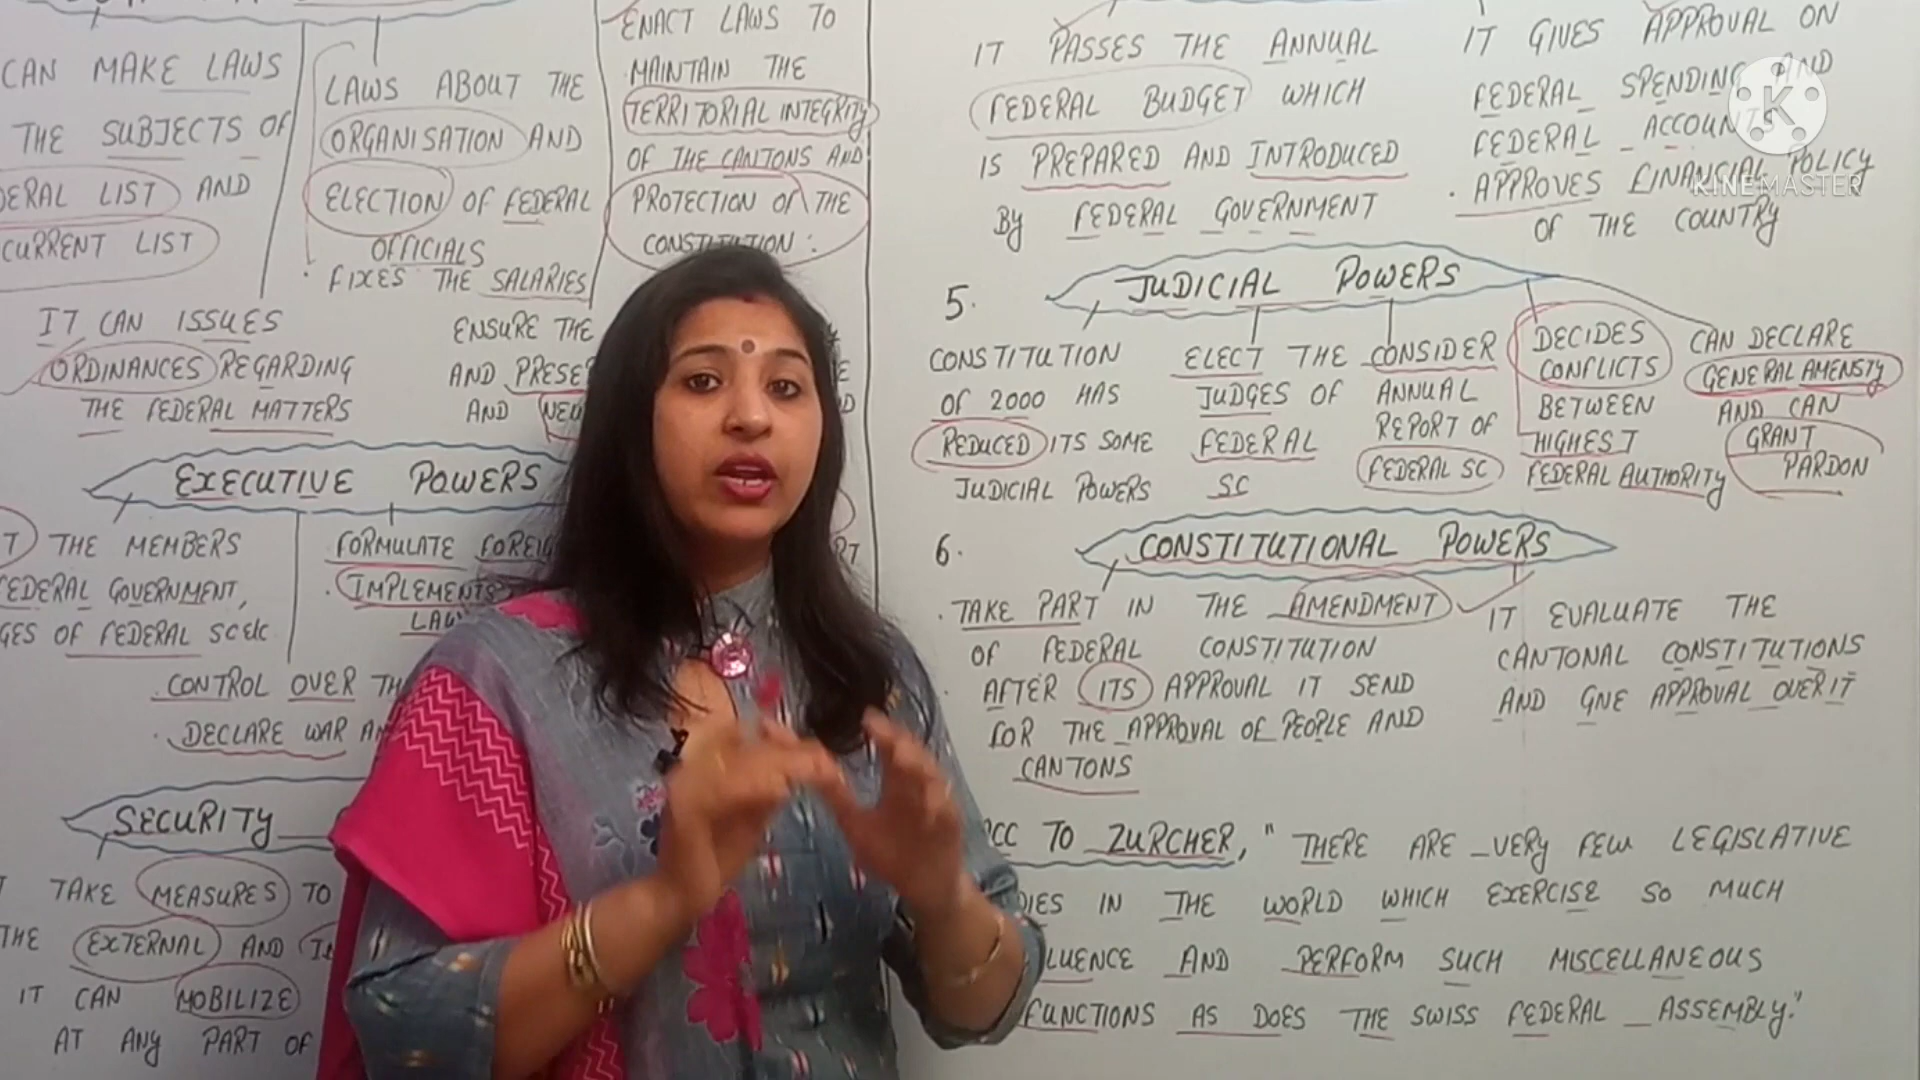 CAN MAKE LAWS
THE SUBJECTS OF
LIST AND
LIST
LAWS ABOUT THE
ORGANISATION AND
ELECTION OF FEDERAL
OFFICIALS
FIXES THE SALARIES
ENACT LAWS TO
MAINTAIN THE
TERRITORIAL INTEGRITY
OF THE CANTONS AND
PROTECTION OF THE
CONSTITUTION:
IT CAN ISSUES
ORDINANCES REGARDING
THE FEDERAL MATTERS
ENSURE THE
AND
AND
EXECUTIVE POWERS
THE MEMBERS
FEDERAL GOVERNMENT,
OF FEDERAL SC etc
FORMULATE
IMPLEMENTS
CONTROL OVER
DECLARE WAR
SECURITY
TAKE MEASURES TO
THE EXTERNAL AND
IT CAN MOBILIZE
AT ANY PART OF
IT PASSES THE ANNUAL
FEDERAL BUDGET WHICH
IS PREPARED AND INTRODUCED
By FEDERAL GOVERNMENT
IT GIVES APPROVAL ON
FEDERAL SPENDING AND
FEDERAL ACCOUNTS
. APPROVES FINANCIAL POLICY
OF THE COUNTRY
KINEMASTER
5. JUDICIAL POWERS
CONSTITUTION
OF 2000 HAS
REDUCED ITS SOME
JUDICIAL POWERS
ELECT THE
JUDGES OF
FEDERAL
SC
CONSIDER
ANNUAL
REPORT OF
FEDERAL SC
DECIDES
CONFLICTS
BETWEEN
HIGHEST
FEDERAL AUTHORITY
CAN DECLARE
GENERAL AMENSTY
AND CAN
GRANT
PARDON
6. CONSTITUTIONAL POWERS
. TAKE PART IN THE AMENDMENT
OF FEDERAL CONSTITUTION
. AFTER ITS APPROVAL IT SEND
FOR THE APPROVAL OF PEOPLE AND
CANTONS
IT EVALUATE THE
CANTONAL CONSTITUTIONS
AND GIVE APPROVAL OVER IT
TO ZURCHER, "THERE ARE VERY FEW LEGISLATIVE
IN THE WORLD WHICH EXERCISE SO MUCH
AND PERFORM SUCH MISCELLANEOUS
FUNCTIONS AS DOES THE SWISS FEDERAL ASSEMBLY."